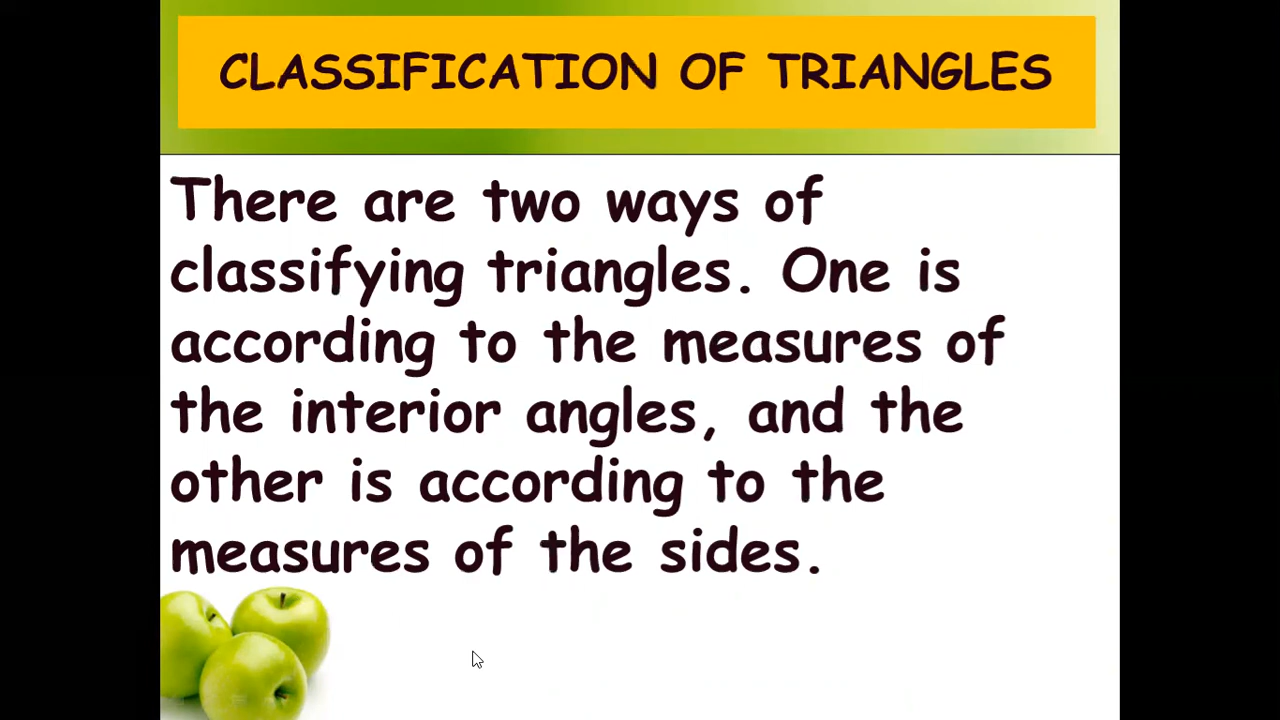 CLASSIFICATION OF TRIANGLES
There are two ways of
classifying triangles. One is
according to the measures of
the interior angles, and the
other is according to the
measures of the sides.